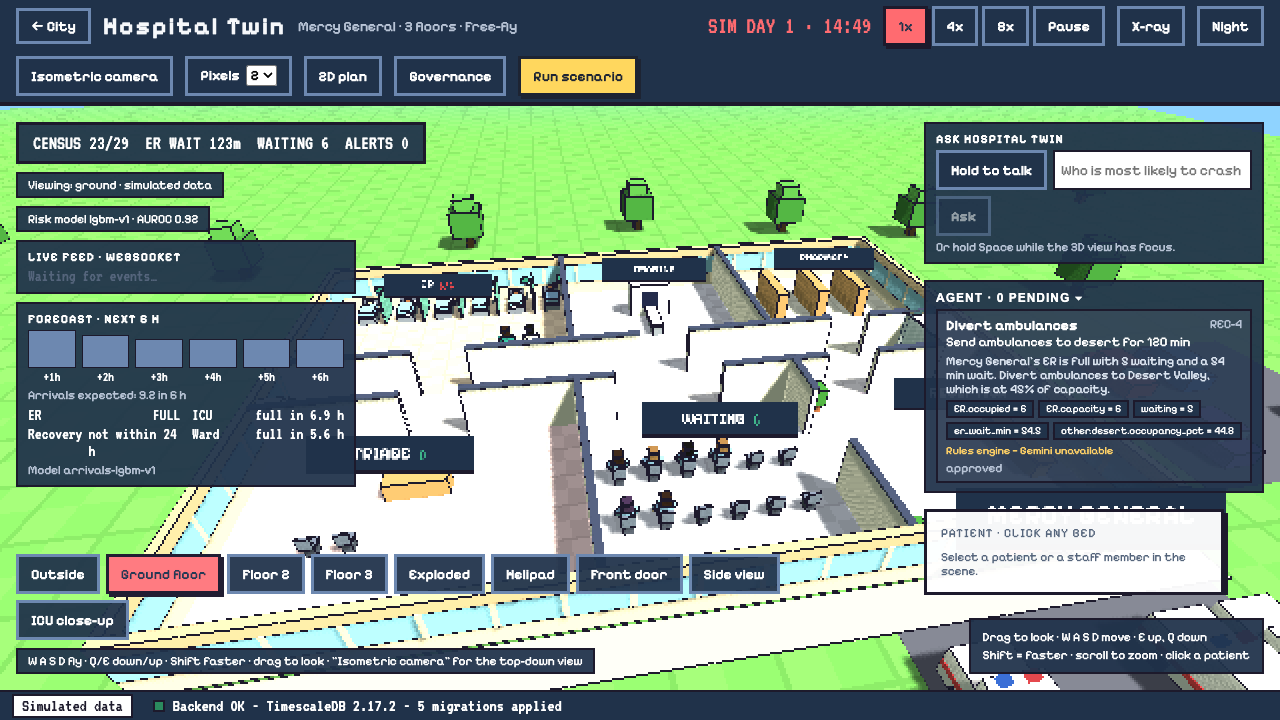 ← City
Hospital Twin
Mercy General · 3 floors · Free-fly
SIM DAY 1 · 14:49
1x
4x
8x
Pause
X-ray
Night
Isometric camera
Pixels 2
2D plan
Governance
Run scenario
CENSUS 23/29 ER WAIT 123m WAITING 6 ALERTS 0
Viewing: ground · simulated data
Risk model lgbm-v1 · AUROC 0.92
LIVE FEED · WEBSOCKET
Waiting for events…
FORECAST · NEXT 6 H
+1h +2h +3h +4h +5h +6h
Arrivals expected: 9.2 in 6 h
ER FULL ICU full in 6.9 h
Recovery not within 24 h Ward full in 5.6 h
Model arrivals-lgbm-v1
ASK HOSPITAL TWIN
Hold to talk
Who is most likely to crash
Ask
Or hold Space while the 3D view has focus.
AGENT · 0 PENDING
Divert ambulances
REC-4
Send ambulances to desert for 120 min
Mercy General's ER is full with 5 waiting and a 54
min wait. Divert ambulances to Desert Valley,
which is at 45% of capacity.
ER.occupied = 6
ER.capacity = 6
waiting = 5
er.wait_min = 54.5
other.desert.occupancy_pct = 44.8
Rules engine - Gemini unavailable
approved
ER
WAITING 6
TRIAGE 0
MERCY GENERAL
PATIENT · CLICK ANY BED
Select a patient or a staff member in the
scene.
Outside
Ground floor
Floor 2
Floor 3
Exploded
Helipad
Front door
Side view
ICU close-up
W A S D fly · Q/E down/up · Shift faster · drag to look · "Isometric camera" for the top-down view
Drag to look · W A S D move · E up, Q down
Shift = faster · scroll to zoom · click a patient
Simulated data
Backend OK - TimescaleDB 2.17.2 - 5 migrations applied